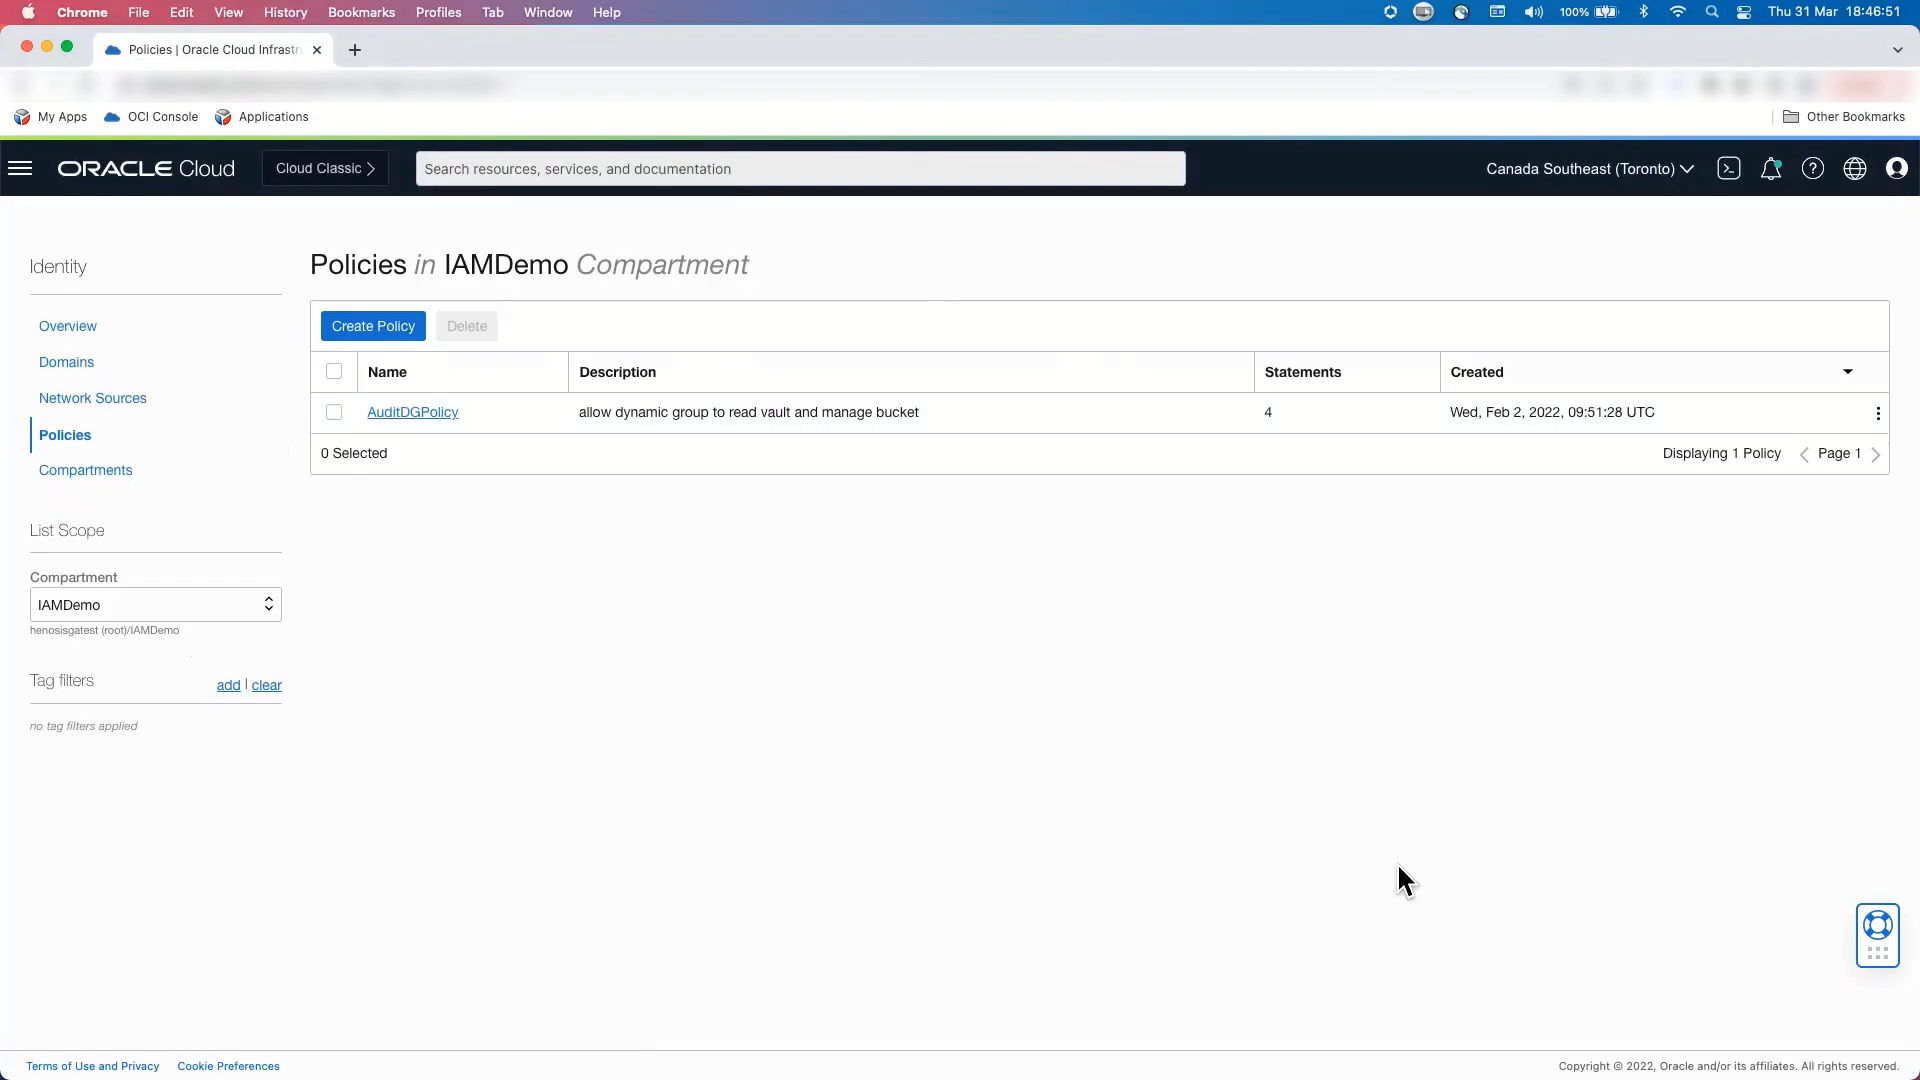 Chrome File Edit View History Bookmarks Profiles Tab Window Help 100% Thu 31 Mar 18:46:51
Policies | Oracle Cloud Infrastr
My Apps OCI Console Applications Other Bookmarks
ORACLE Cloud Cloud Classic Search resources, services, and documentation Canada Southeast (Toronto)
Identity
Overview
Domains
Network Sources
Policies
Compartments
List Scope
Compartment
IAMDemo
henosisgatest (root)/IAMDemo
Tag filters add | clear
no tag filters applied
Policies in IAMDemo Compartment
Create Policy Delete
Name Description Statements Created
AuditDGPolicy allow dynamic group to read vault and manage bucket 4 Wed, Feb 2, 2022, 09:51:28 UTC
0 Selected Displaying 1 Policy Page 1
Terms of Use and Privacy Cookie Preferences Copyright © 2022, Oracle and/or its affiliates. All rights reserved.